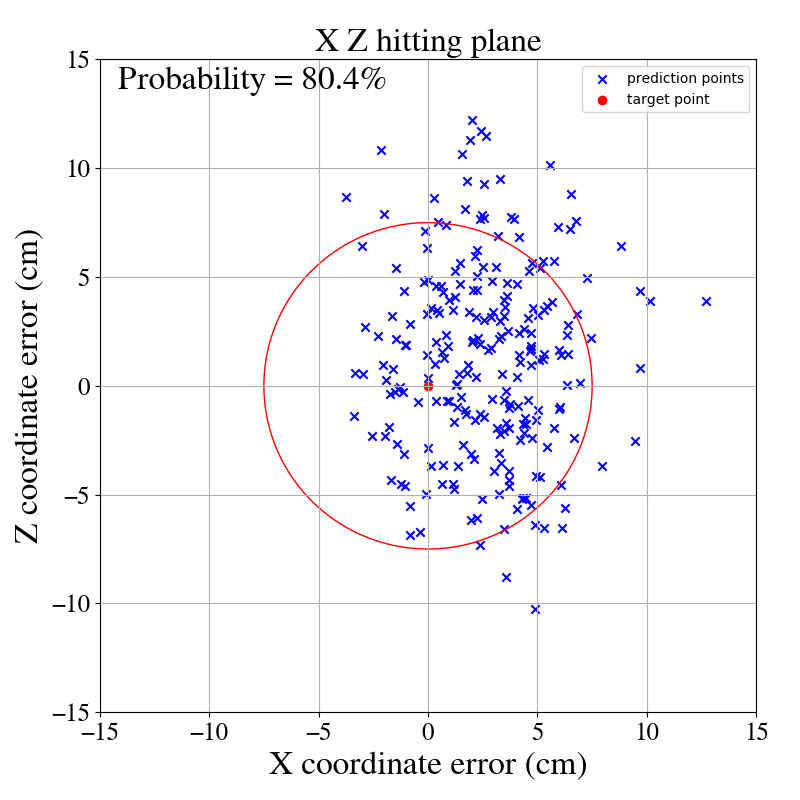 X Z hitting plane
Probability = 80.4%
prediction points
target point
Z coordinate error (cm)
15
10
5
0
−5
−10
−15
−15 −10 −5 0 5 10 15
X coordinate error (cm)